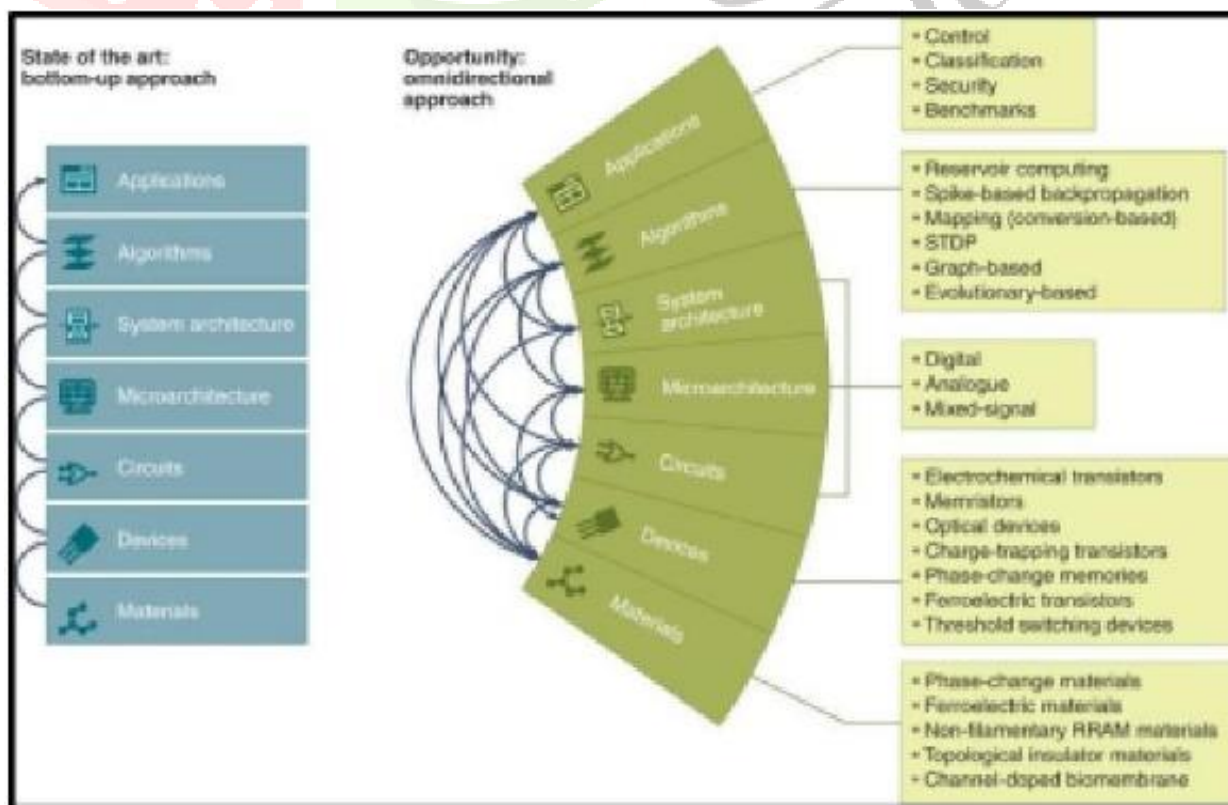 State of the art:
bottom-up approach
Applications
Algorithms
System architecture
Microarchitecture
Circuits
Devices
Materials
Opportunity:
omnidirectional
approach
Applications
Algorithms
System
architecture
Microarchitecture
Circuits
Devices
Materials
• Control
• Classification
• Security
• Benchmarks
• Reservoir computing
• Spike-based backpropagation
• Mapping (conversion-based)
• STDP
• Graph-based
• Evolutionary-based
• Digital
• Analogue
• Mixed-signal
• Electrochemical transistors
• Memristors
• Optical devices
• Charge-trapping transistors
• Phase-change memories
• Ferroelectric transistors
• Threshold switching devices
• Phase-change materials
• Ferroelectric materials
• Non-filamentary RRAM materials
• Topological insulator materials
• Channel-doped biomembrane